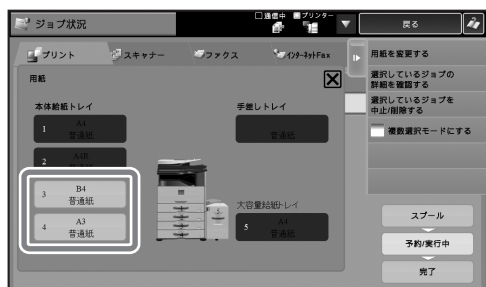 ジョブ状況
通信中
プリンター
戻る
プリント
スキャナー
ファクス
インターネットFax
用紙
本体給紙トレイ
手差しトレイ
1 A4
普通紙
普通紙
2 A4R
普通紙
3 B4
普通紙
4 A3
普通紙
大容量給紙トレイ
5 A4
普通紙
用紙を変更する
選択しているジョブの
詳細を確認する
選択しているジョブを
中止/削除する
複数選択モードにする
スプール
予約/実行中
完了